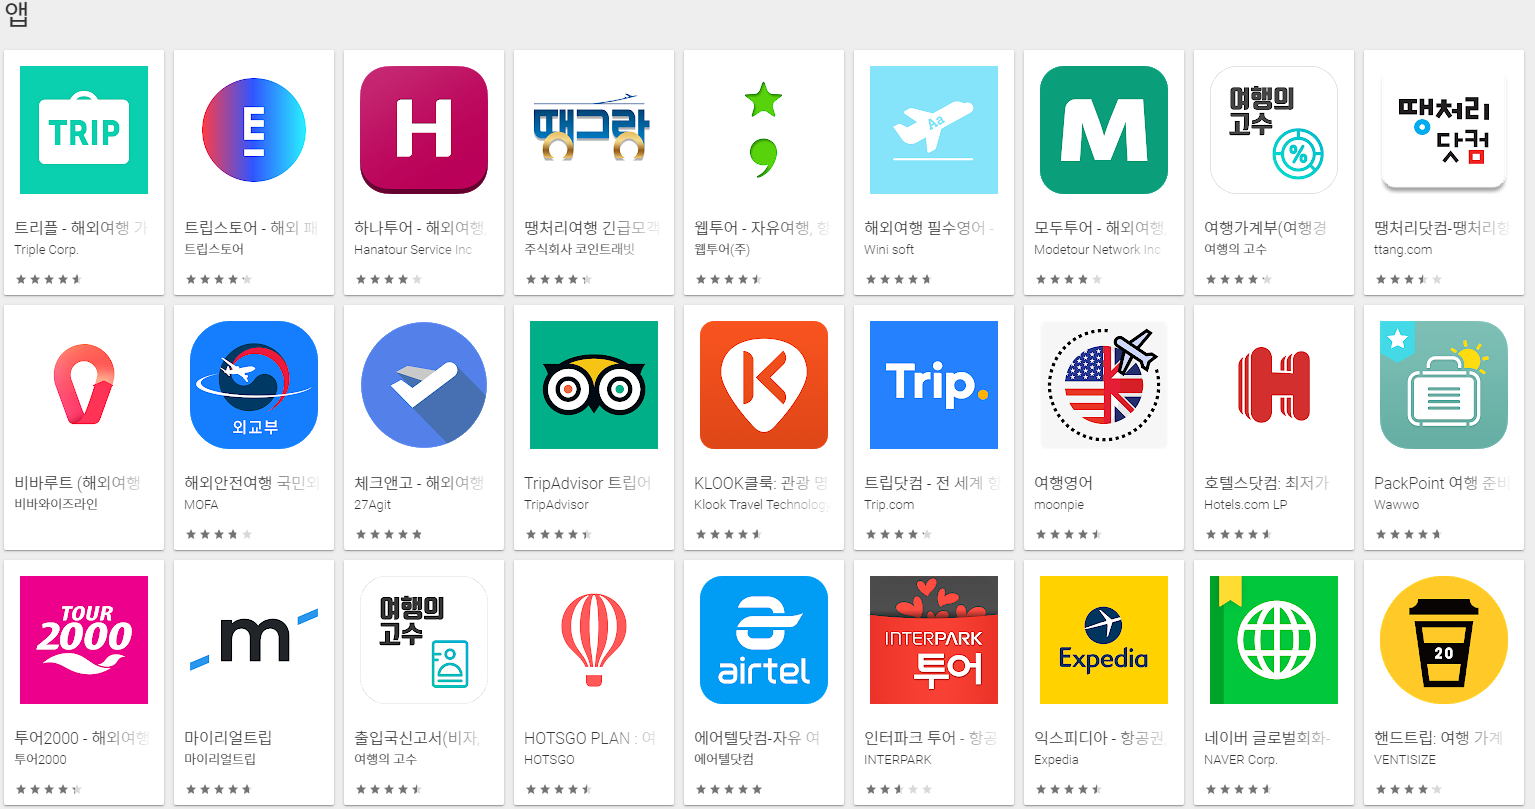 앱
TRIP
E
H
땡그랑
Aa
M
여행의
고수
%
땡처리
닷컴
트리플 - 해외여행 가
Triple Corp.
트립스토어 - 해외 패
트립스토어
하나투어 - 해외여행,
Hanatour Service Inc
땡처리여행 긴급모객
주식회사 코인트래빗
웹투어 - 자유여행, 항
웹투어(주)
해외여행 필수영어 -
Wini soft
모두투어 - 해외여행,
Modetour Network Inc
여행가계부(여행경
여행의 고수
땡처리닷컴-땡처리항
ttang.com
외교부
K
Trip.
H
비바루트 (해외여행
비바와이즈라인
해외안전여행 국민외
MOFA
체크앤고 - 해외여행
27Agit
TripAdvisor 트립어
TripAdvisor
KLOOK클룩: 관광 명
Klook Travel Technology
트립닷컴 - 전 세계 항
Trip.com
여행영어
moonpie
호텔스닷컴: 최저가
Hotels.com LP
PackPoint 여행 준비
Wawwo
TOUR
2000
m
여행의
고수
airtel
INTERPARK
투어
Expedia
20
투어2000 - 해외여행
투어2000
마이리얼트립
마이리얼트립
출입국신고서(비자,
여행의 고수
HOTSGO PLAN : 여
HOTSGO
에어텔닷컴-자유 여
에어텔닷컴
인터파크 투어 - 항공
INTERPARK
익스피디아 - 항공권,
Expedia
네이버 글로벌회화-
NAVER Corp.
핸드트립: 여행 가계
VENTISIZE